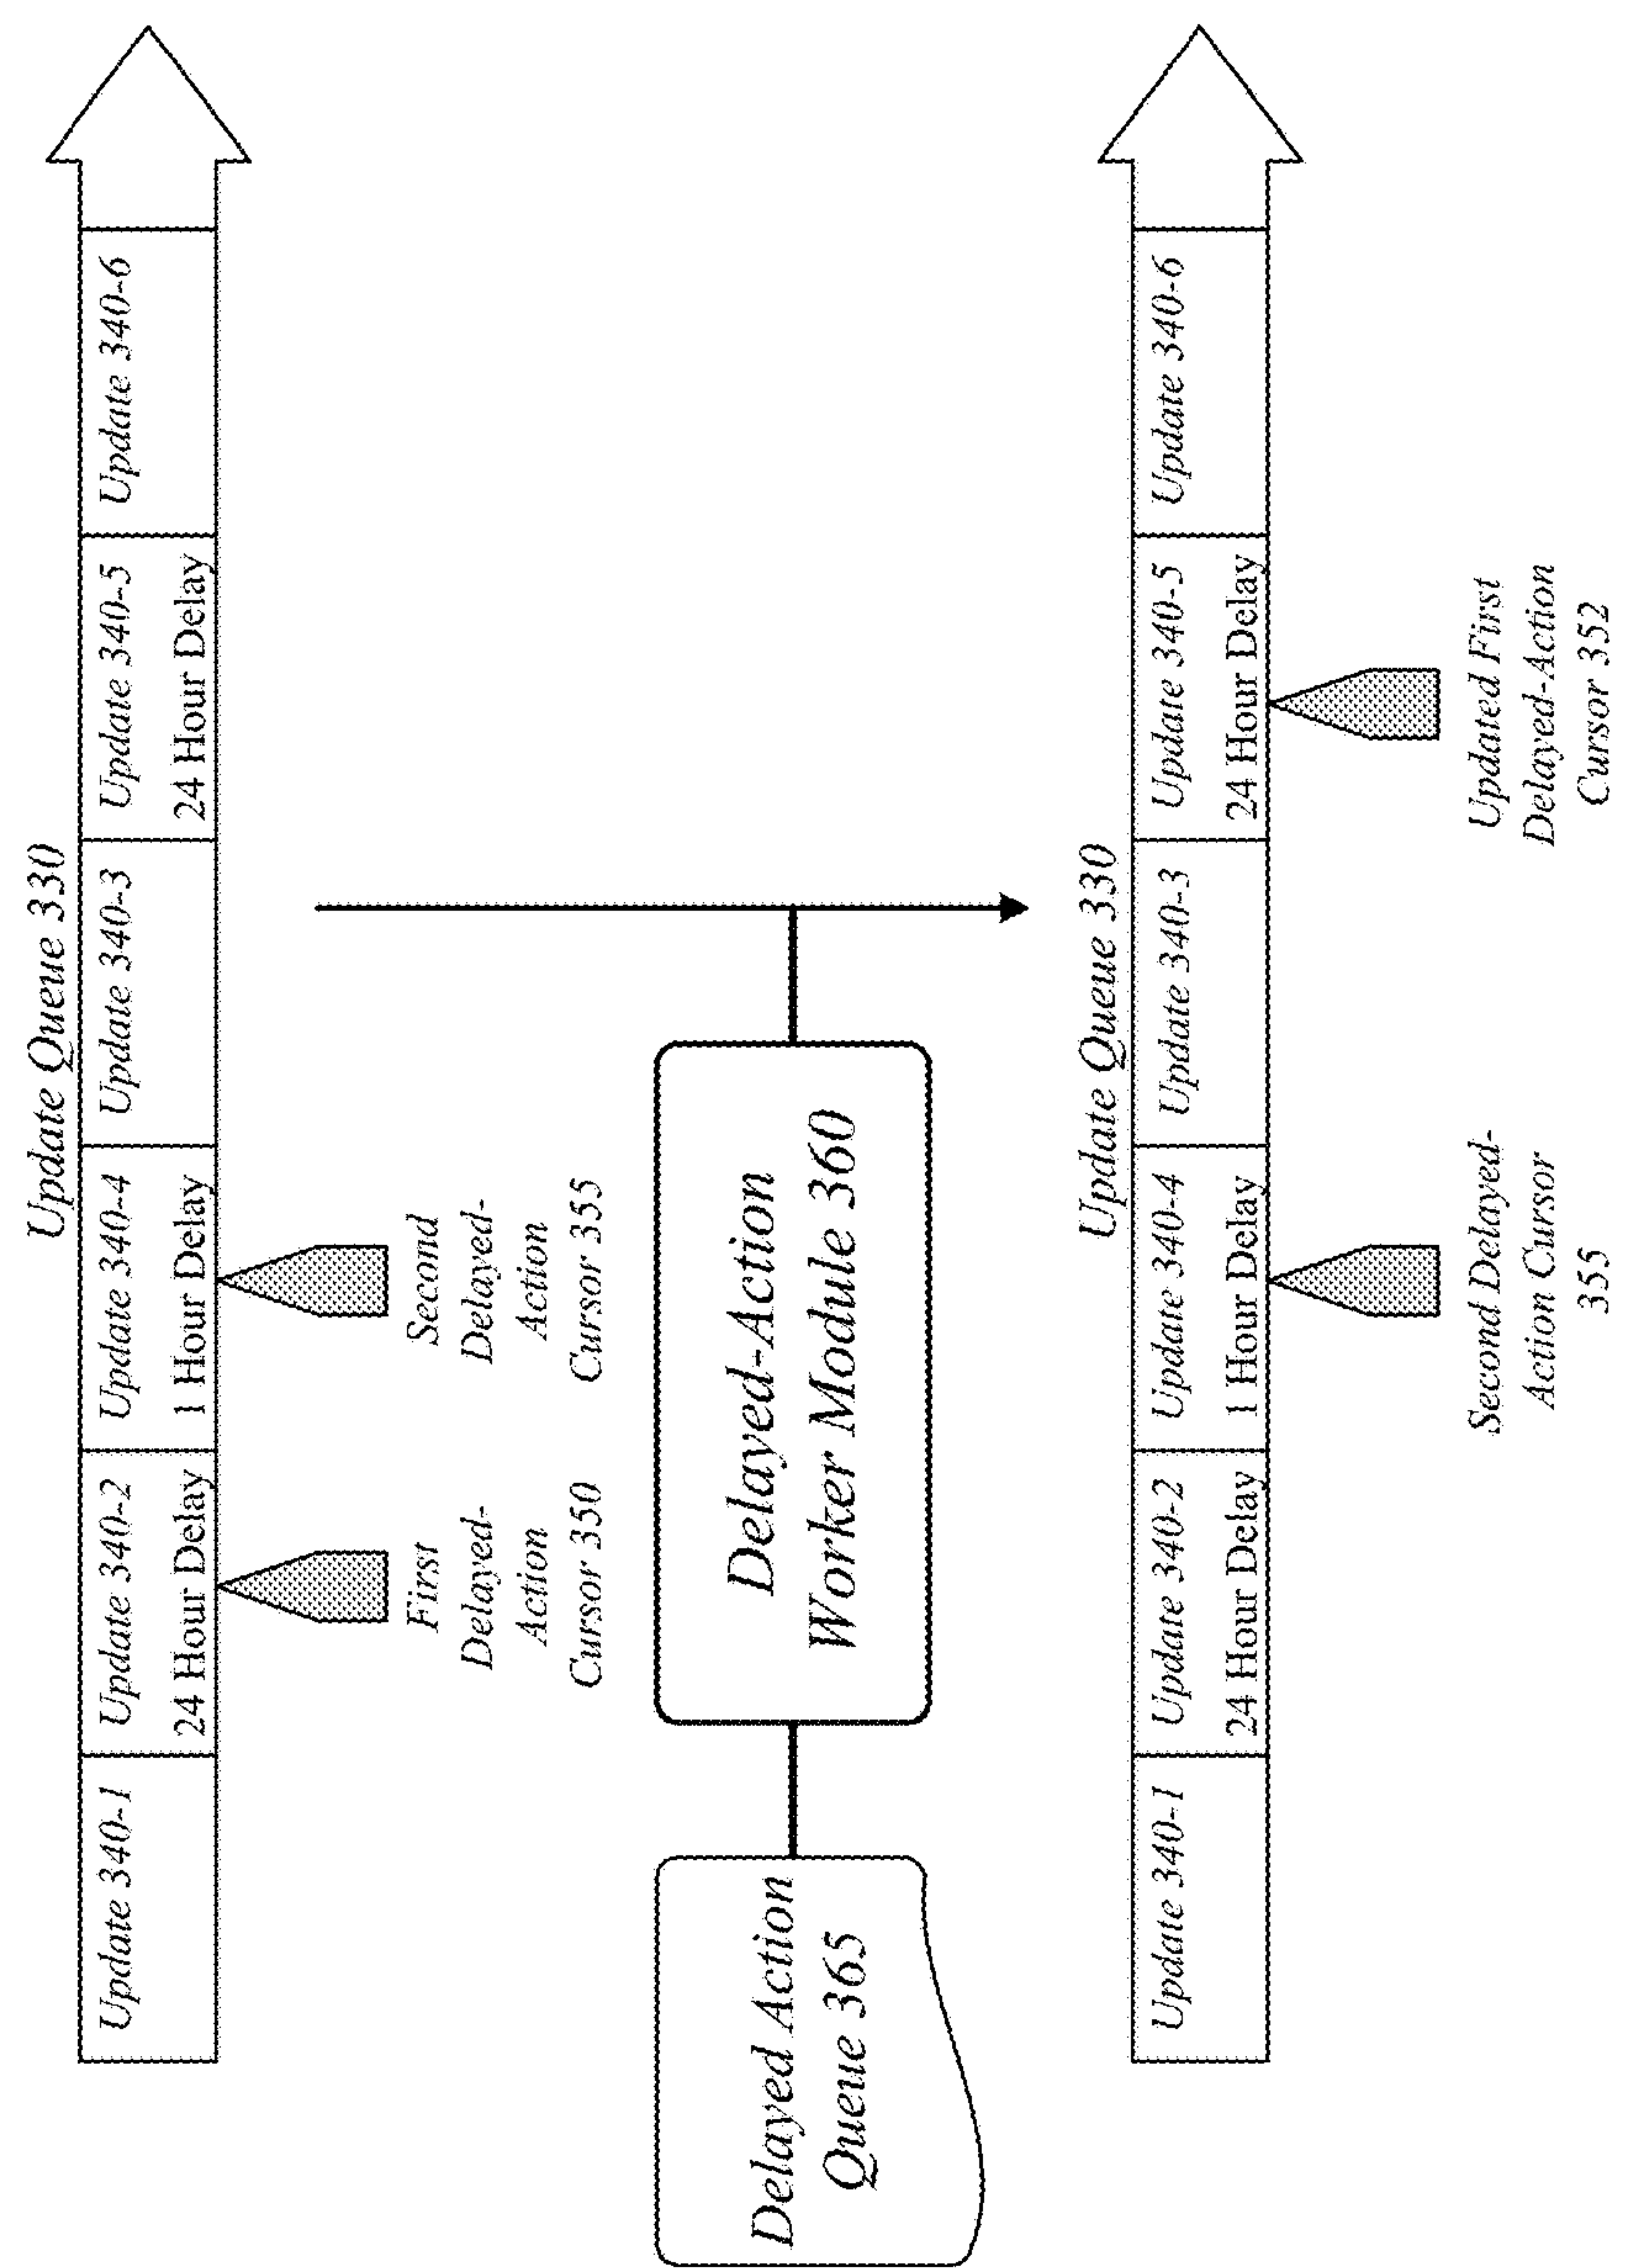 Update Queue 330
Update 340-1
Update 340-2
24 Hour Delay
Update 340-4
1 Hour Delay
Update 340-3
Update 340-5
24 Hour Delay
Update 340-6
First
Delayed-
Action
Cursor 350
Second
Delayed-
Action
Cursor 355
Delayed Action
Queue 365
Delayed-Action
Worker Module 360
Update Queue 330
Update 340-1
Update 340-2
24 Hour Delay
Update 340-4
1 Hour Delay
Update 340-3
Update 340-5
24 Hour Delay
Update 340-6
Second Delayed-
Action Cursor
355
Updated First
Delayed-Action
Cursor 352